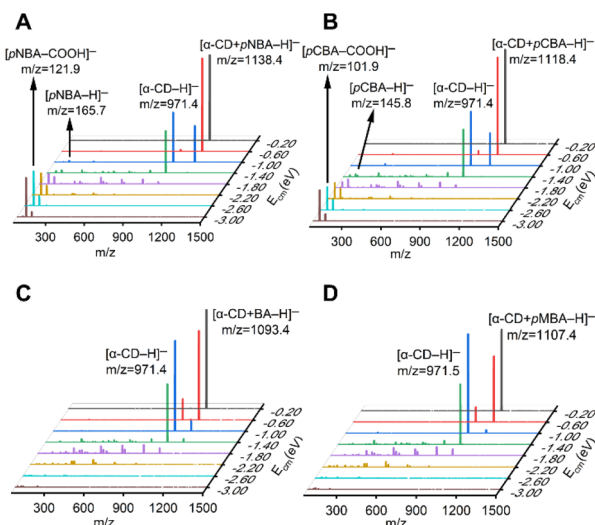 A
[pNBA–COOH]⁻
m/z=121.9
[pNBA–H]⁻
m/z=165.7
[α-CD–H]⁻
m/z=971.4
[α-CD+pNBA–H]⁻
m/z=1138.4
-0.20
-0.60
-1.00
-1.40
-1.80
-2.20
-2.60
-3.00
Ecm(eV)
300 600 900 1200 1500
m/z
B
[pCBA–COOH]⁻
m/z=101.9
[pCBA–H]⁻
m/z=145.8
[α-CD–H]⁻
m/z=971.4
[α-CD+pCBA–H]⁻
m/z=1118.4
-0.20
-0.60
-1.00
-1.40
-1.80
-2.20
-2.60
-3.00
Ecm(eV)
300 600 900 1200 1500
m/z
C
[α-CD+BA–H]⁻
m/z=1093.4
[α-CD–H]⁻
m/z=971.4
-0.20
-0.60
-1.00
-1.40
-1.80
-2.20
-2.60
-3.00
Ecm(eV)
300 600 900 1200 1500
m/z
D
[α-CD+pMBA–H]⁻
m/z=1107.4
[α-CD–H]⁻
m/z=971.5
-0.20
-0.60
-1.00
-1.40
-1.80
-2.20
-2.60
-3.00
Ecm(eV)
300 600 900 1200 1500
m/z